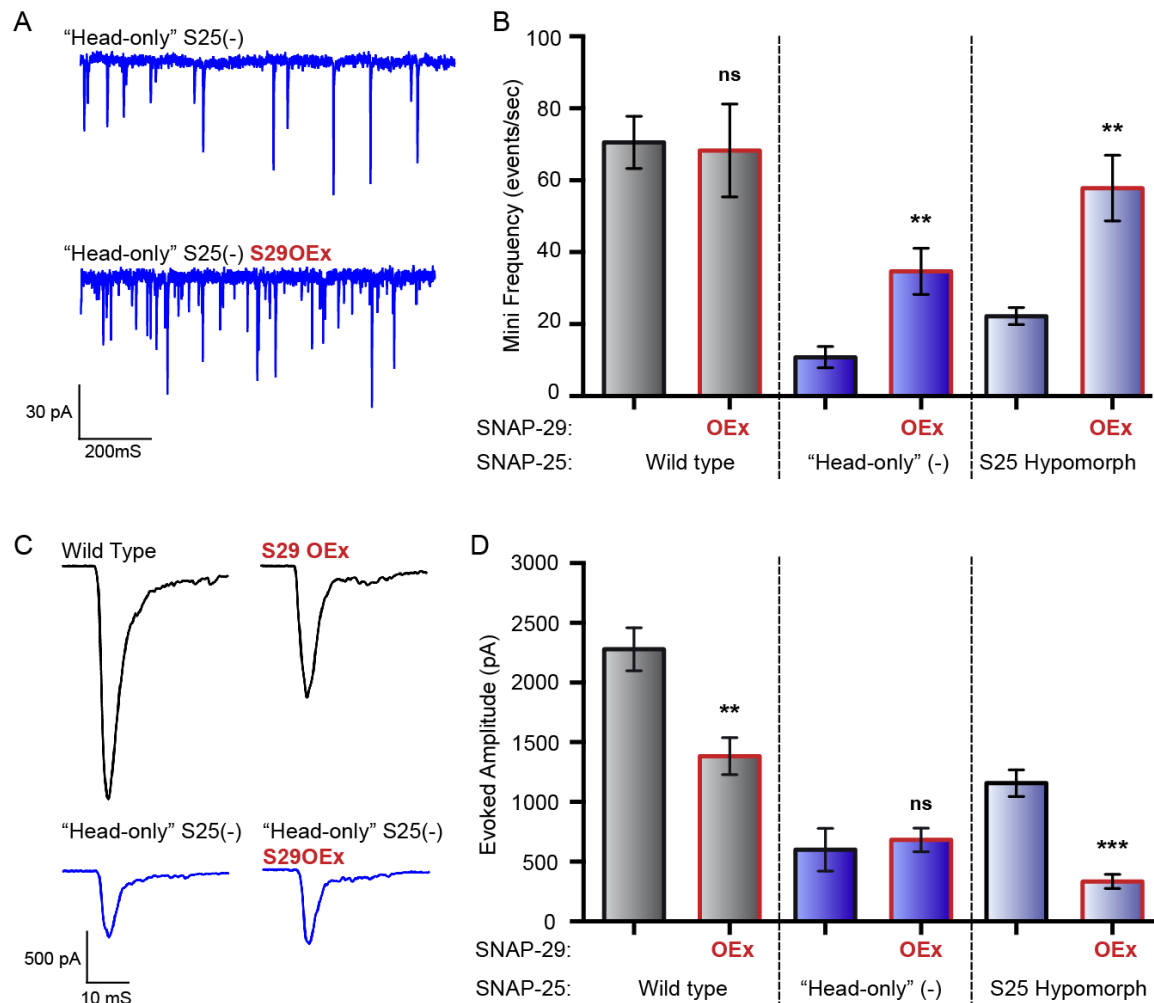 A
"Head-only" S25(-)
"Head-only" S25(-) S29OEx
30 pA
200mS
B
100
80
60
40
20
0
Mini Frequency (events/sec)
ns
**
**
SNAP-29: OEx OEx OEx
SNAP-25: Wild type "Head-only" (-) S25 Hypomorph
C
Wild Type S29 OEx
"Head-only" S25(-) "Head-only" S25(-)
S29OEx
500 pA
10 mS
D
3000
2500
2000
1500
1000
500
0
Evoked Amplitude (pA)
**
ns
***
SNAP-29: OEx OEx OEx
SNAP-25: Wild type "Head-only" (-) S25 Hypomorph